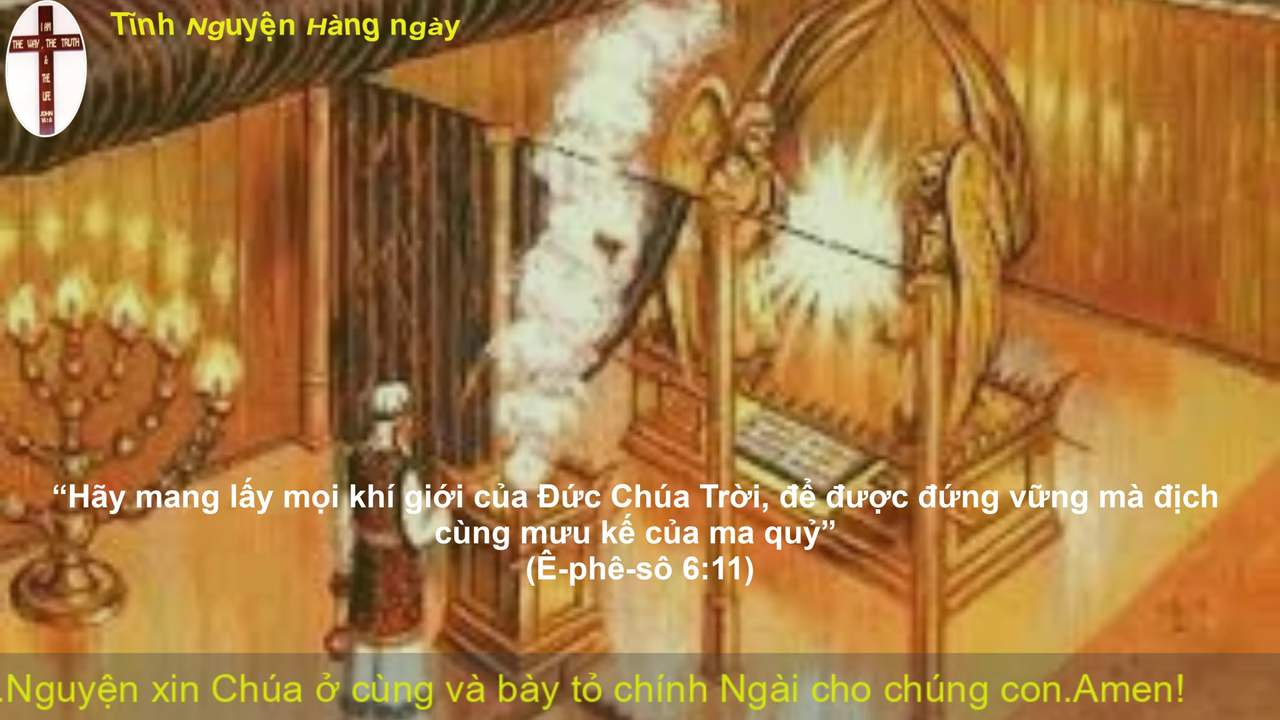 I AM
THE WAY, THE TRUTH
&
THE
LIFE
JOHN
Tĩnh Nguyện Hàng ngày
“Hãy mang lấy mọi khí giới của Đức Chúa Trời, để được đứng vững mà địch
cùng mưu kế của ma quỷ”
(Ê-phê-sô 6:11)
.Nguyện xin Chúa ở cùng và bày tỏ chính Ngài cho chúng con.Amen!